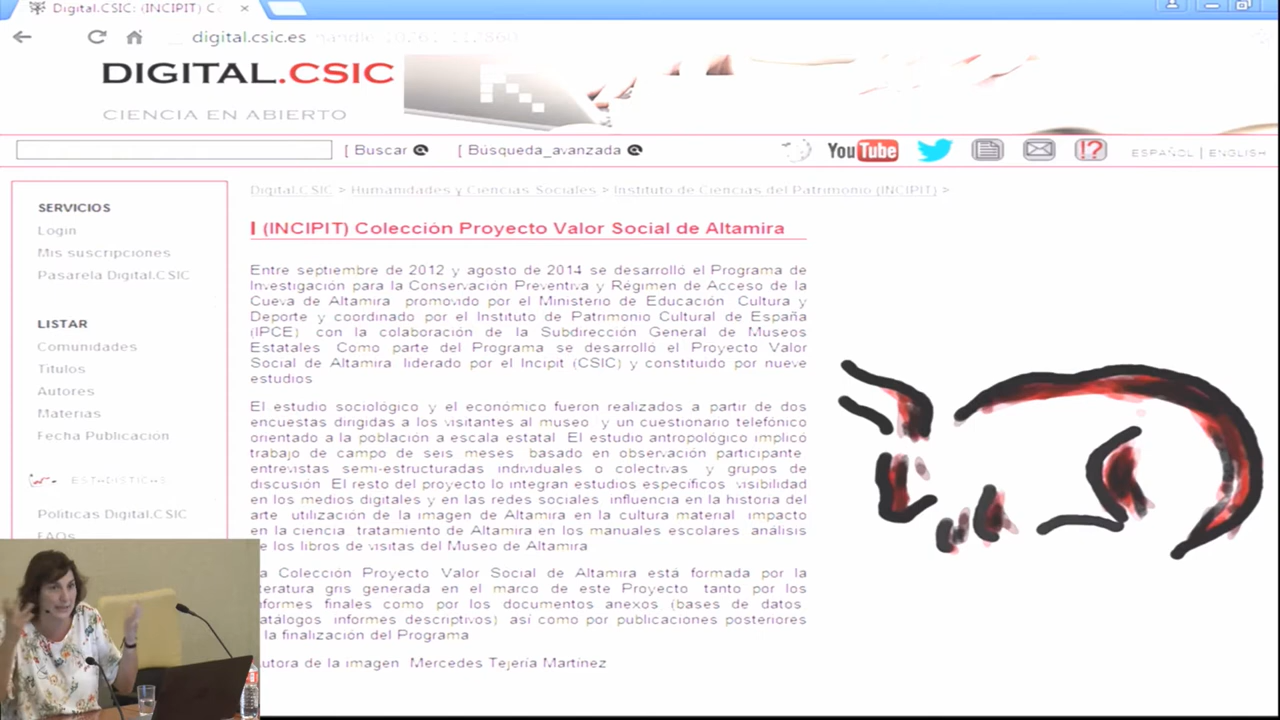 Digital.CSIC: (INCIPIT) C
digital.csic.es
DIGITAL.CSIC
CIENCIA EN ABIERTO
[ Buscar
[ Búsqueda_avanzada
YouTube
!?
ESPAÑOL | ENGLISH
Digital.CSIC > Humanidades y Ciencias Sociales > Instituto de Ciencias del Patrimonio (INCIPIT) >
SERVICIOS
Login
Mis suscripciones
Pasarela Digital.CSIC
LISTAR
Comunidades
Títulos
Autores
Materias
Fecha Publicación
Políticas Digital.CSIC
FAQs
(INCIPIT) Colección Proyecto Valor Social de Altamira
Entre septiembre de 2012 y agosto de 2014 se desarrolló el Programa de
Investigación para la Conservación Preventiva y Régimen de Acceso de la
Cueva de Altamira promovido por el Ministerio de Educación Cultura y
Deporte y coordinado por el Instituto de Patrimonio Cultural de España
(IPCE) con la colaboración de la Subdirección General de Museos
Estatales Como parte del Programa se desarrolló el Proyecto Valor
Social de Altamira liderado por el Incipit (CSIC) y constituido por nueve
estudios
El estudio sociológico y el económico fueron realizados a partir de dos
encuestas dirigidas a los visitantes al museo y un cuestionario telefónico
orientado a la población a escala estatal El estudio antropológico implicó
trabajo de campo de seis meses basado en observación participante
entrevistas semi-estructuradas individuales o colectivas y grupos de
discusión El resto del proyecto lo integran estudios específicos visibilidad
en los medios digitales y en las redes sociales influencia en la historia del
arte utilización de la imagen de Altamira en la cultura material impacto
en la ciencia tratamiento de Altamira en los manuales escolares análisis
de los libros de visitas del Museo de Altamira
Colección Proyecto Valor Social de Altamira está formada por la
iteratura gris generada en el marco de este Proyecto tanto por los
nformes finales como por los documentos anexos (bases de datos
catálogos informes descriptivos) así como por publicaciones posteriores
la finalización del Programa
Autora de la imagen Mercedes Tejería Martínez